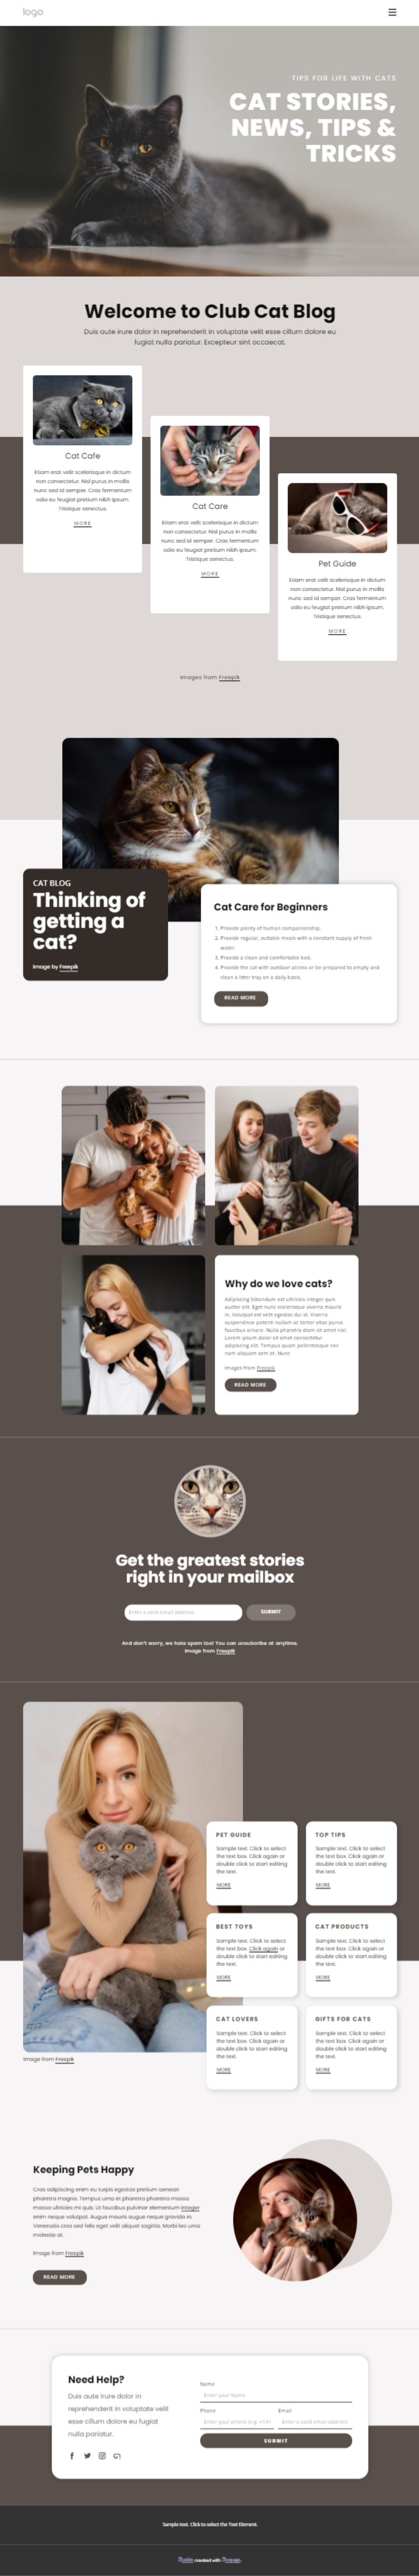 logo
TIPS FOR LIFE WITH CATS
CAT STORIES,
NEWS, TIPS &
TRICKS
Welcome to Club Cat Blog
Duis aute irure dolor in reprehenderit in voluptate velit esse cillum dolore eu
fugiat nulla pariatur. Excepteur sint occaecat.
Cat Cafe
Etiam erat velit scelerisque in dictum
non consectetur. Nisl purus in mollis
nunc sed id semper. Cras fermentum
odio eu feugiat pretium nibh ipsum.
Tristique senectus.
MORE
Cat Care
Etiam erat velit scelerisque in dictum
non consectetur. Nisl purus in mollis
nunc sed id semper. Cras fermentum
odio eu feugiat pretium nibh ipsum.
Tristique senectus.
MORE
Pet Guide
Etiam erat velit scelerisque in dictum
non consectetur. Nisl purus in mollis
nunc sed id semper. Cras fermentum
odio eu feugiat pretium nibh ipsum.
Tristique senectus.
MORE
Images from Freepik
CAT BLOG
Thinking of
getting a
cat?
Image by Freepik
Cat Care for Beginners
1. Provide plenty of human companionship.
2. Provide regular, suitable meals with a constant supply of fresh
water.
3. Provide a clean and comfortable bed.
4. Provide the cat with outdoor access or be prepared to empty and
clean a litter tray on a daily basis.
READ MORE
Why do we love cats?
Adipiscing bibendum est ultricies integer quis
auctor elit. Eget nunc scelerisque viverra mauris
in. Volutpat est velit egestas dui id. Viverra
suspendisse potenti nullam ac tortor vitae purus
faucibus ornare. Nulla pharetra diam sit amet nisl.
Lorem ipsum dolor sit amet consectetur
adipiscing elit. Tempus quam pellentesque nec
nam aliquam sem et. Nunc
Images from Freepik
READ MORE
Get the greatest stories
right in your mailbox
Enter a valid email address
SUBMIT
And don't worry, we hate spam too! You can unsubscribe at anytime.
Image from Freepik
PET GUIDE
Sample text. Click to select
the text box. Click again or
double click to start editing
the text.
MORE
TOP TIPS
Sample text. Click to select
the text box. Click again or
double click to start editing
the text.
MORE
BEST TOYS
Sample text. Click to select
the text box. Click again or
double click to start editing
the text.
MORE
CAT PRODUCTS
Sample text. Click to select
the text box. Click again or
double click to start editing
the text.
MORE
CAT LOVERS
Sample text. Click to select
the text box. Click again or
double click to start editing
the text.
MORE
GIFTS FOR CATS
Sample text. Click to select
the text box. Click again or
double click to start editing
the text.
MORE
Image from Freepik
Keeping Pets Happy
Cras adipiscing enim eu turpis egestas pretium aenean
pharetra magna. Tempus urna et pharetra pharetra massa
massa ultricies mi quis. Ut faucibus pulvinar elementum integer
enim neque volutpat. Augue mauris augue neque gravida in.
Venenatis cras sed felis eget velit aliquet sagittis. Morbi leo urna
molestie at.
Image from Freepik
READ MORE
Need Help?
Duis aute irure dolor in
reprehenderit in voluptate velit
esse cillum dolore eu fugiat
nulla pariatur.
Name
Enter your Name
Phone
Email
Enter your phone (e.g. +141
Enter a valid email address
SUBMIT
Sample text. Click to select the Text Element.
created with